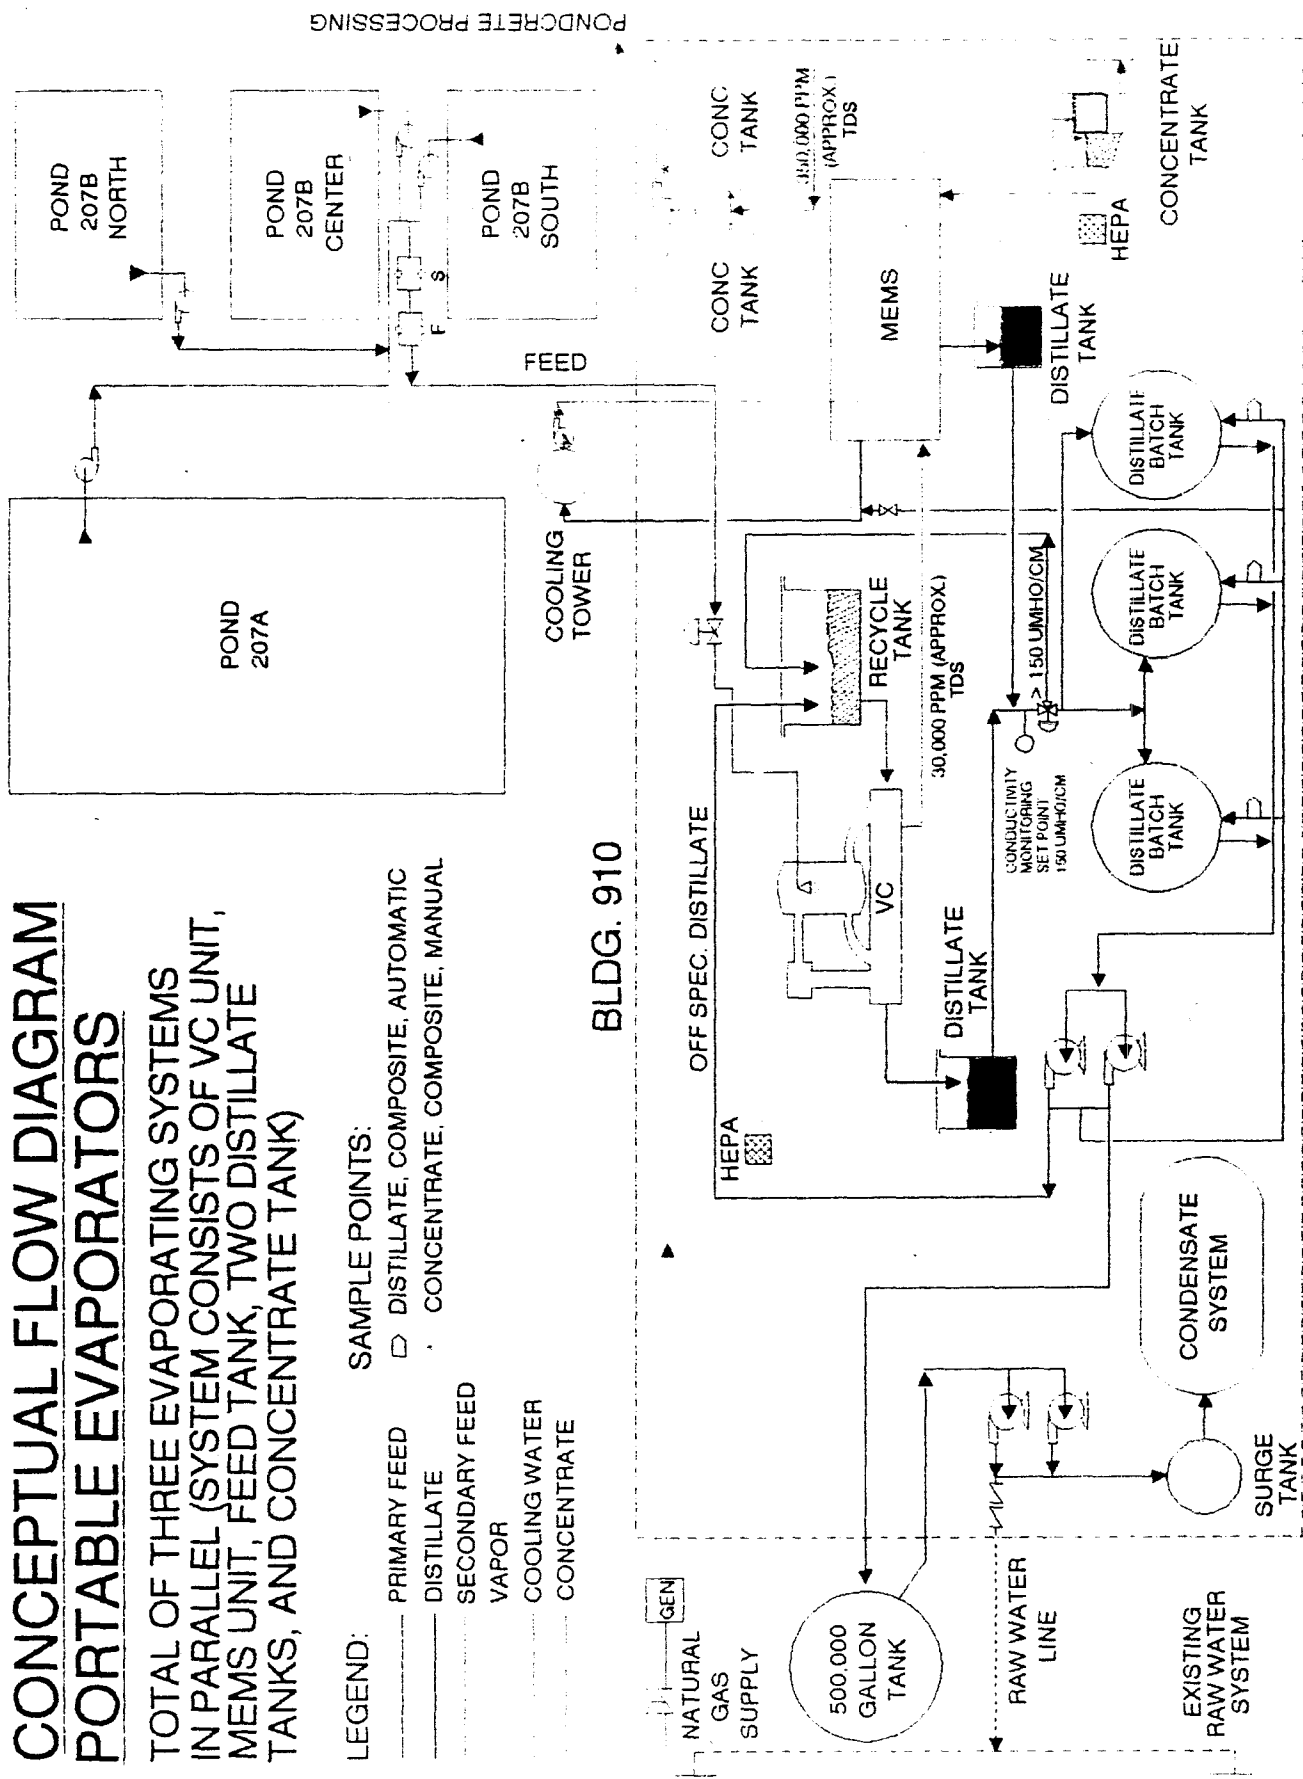 CONCEPTUAL FLOW DIAGRAM
PORTABLE EVAPORATORS
TOTAL OF THREE EVAPORATING SYSTEMS
IN PARALLEL (SYSTEM CONSISTS OF VC UNIT,
MEMS UNIT, FEED TANK, TWO DISTILLATE
TANKS, AND CONCENTRATE TANK)
LEGEND:
PRIMARY FEED
DISTILLATE
SECONDARY FEED
VAPOR
COOLING WATER
CONCENTRATE
SAMPLE POINTS:
DISTILLATE, COMPOSITE, AUTOMATIC
CONCENTRATE, COMPOSITE, MANUAL
POND
207A
POND
207B
NORTH
POND
207B
CENTER
POND
207B
SOUTH
S
F
FEED
PONDCRETE PROCESSING
COOLING
TOWER
BLDG. 910
OFF SPEC. DISTILLATE
HEPA
RECYCLE
TANK
VC
30,000 PPM (APPROX.)
TDS
DISTILLATE
TANK
MEMS
CONC
TANK
CONC
TANK
350,000 PPM
(APPROX.)
TDS
HEPA
CONCENTRATE
TANK
DISTILLATE
TANK
> 150 UMHO/CM
CONDUCTIVITY
MONITORING
SET POINT
150 UMHO/CM
DISTILLATE
BATCH
TANK
DISTILLATE
BATCH
TANK
DISTILLATE
BATCH
TANK
CONDENSATE
SYSTEM
SURGE
TANK
GEN
NATURAL
GAS
SUPPLY
500,000
GALLON
TANK
RAW WATER
LINE
EXISTING
RAW WATER
SYSTEM